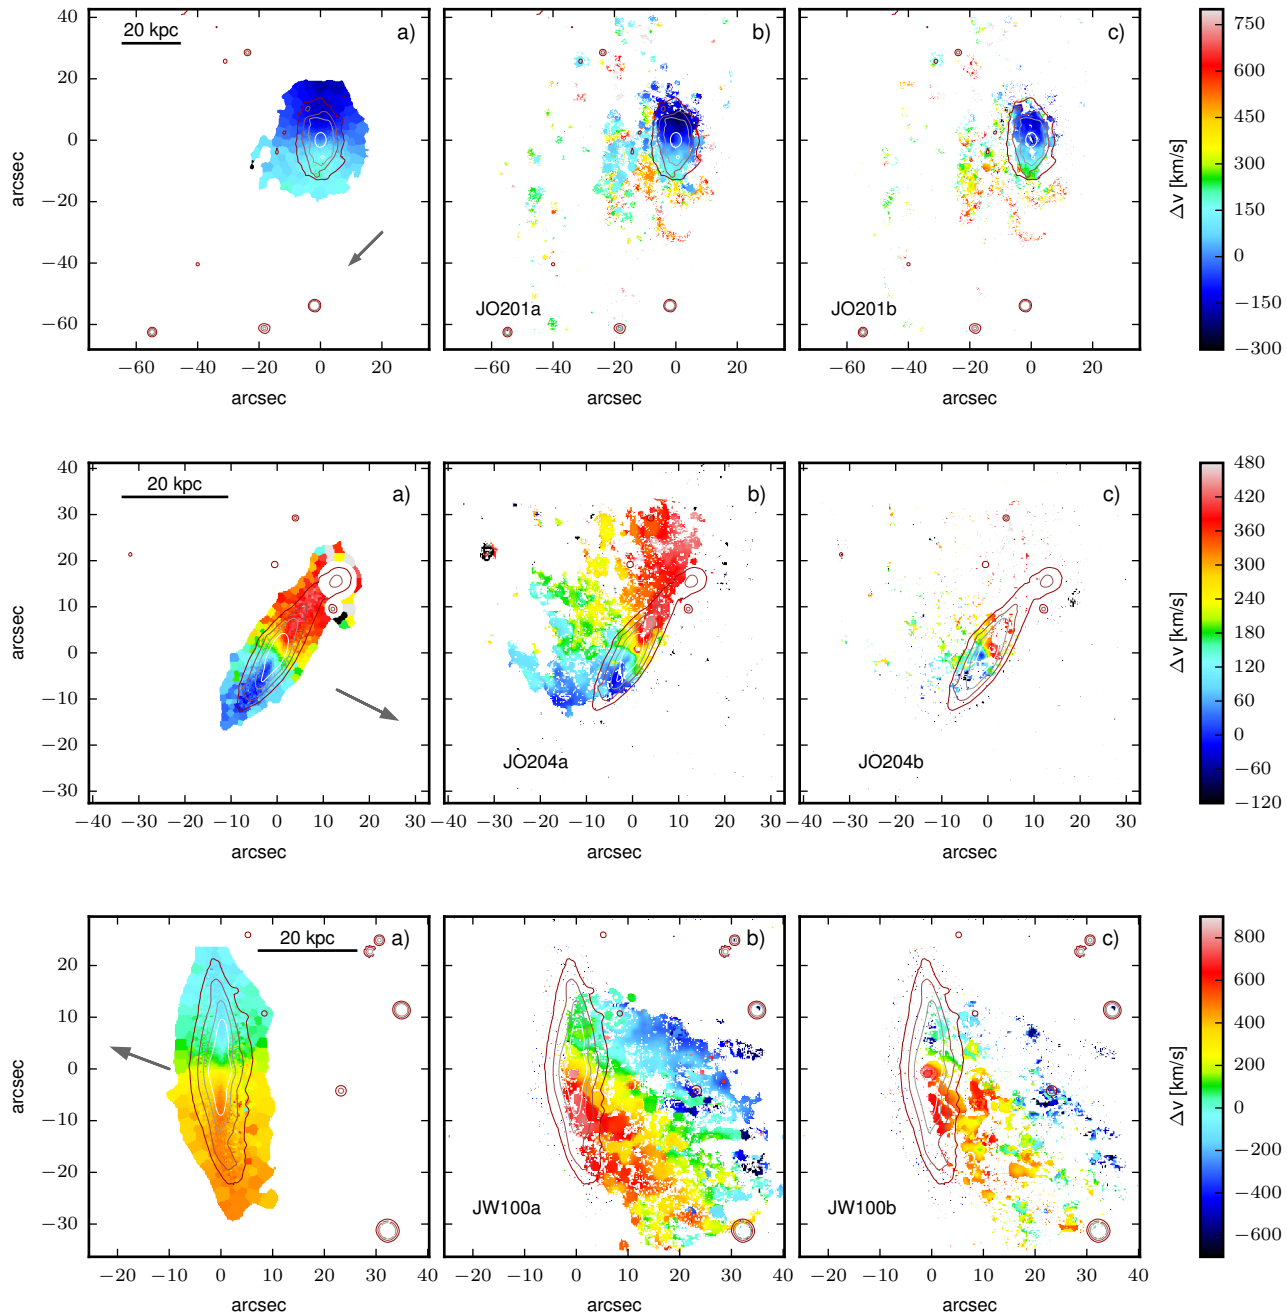 20 kpc
a)
b)
c)
40
20
0
−20
−40
−60
arcsec
JO201a
JO201b
−60 −40 −20 0 20
−60 −40 −20 0 20
−60 −40 −20 0 20
arcsec
arcsec
arcsec
750
600
450
300
150
0
−150
−300
Δv [km/s]
20 kpc
a)
b)
c)
40
30
20
10
0
−10
−20
−30
arcsec
JO204a
JO204b
−40 −30 −20 −10 0 10 20 30 40
−30 −20 −10 0 10 20 30 40
−30 −20 −10 0 10 20 30
arcsec
arcsec
arcsec
480
420
360
300
240
180
120
60
0
−60
−120
Δv [km/s]
20 kpc
a)
b)
c)
20
10
0
−10
−20
−30
arcsec
JW100a
JW100b
−20 −10 0 10 20 30 40
−20 −10 0 10 20 30 40
−20 −10 0 10 20 30 40
arcsec
arcsec
arcsec
800
600
400
200
0
−200
−400
−600
Δv [km/s]